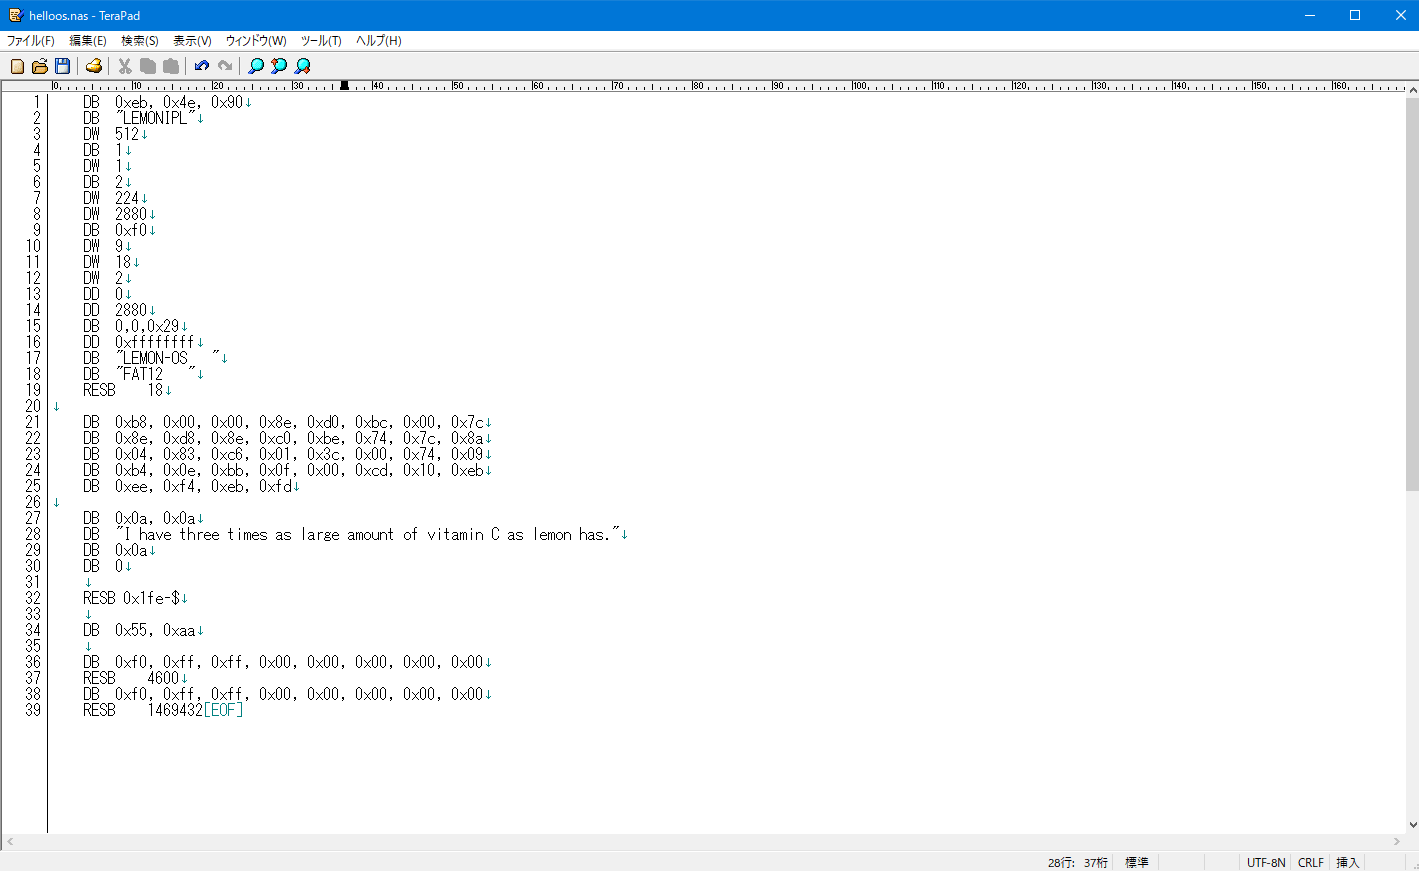 helloos.nas - TeraPad
ファイル(F) 編集(E) 検索(S) 表示(V) ウィンドウ(W) ツール(T) ヘルプ(H)
0 10 20 30 40 50 60 70 80 90 100 110 120 130 140 150 160
1 DB 0xeb, 0x4e, 0x90↓
2 DB "LEMONIPL"↓
3 DW 512↓
4 DB 1↓
5 DW 1↓
6 DB 2↓
7 DW 224↓
8 DW 2880↓
9 DB 0xf0↓
10 DW 9↓
11 DW 18↓
12 DW 2↓
13 DD 0↓
14 DD 2880↓
15 DB 0,0,0x29↓
16 DD 0xffffffff↓
17 DB "LEMON-OS   "↓
18 DB "FAT12   "↓
19 RESB 18↓
20 ↓
21 DB 0xb8, 0x00, 0x00, 0x8e, 0xd0, 0xbc, 0x00, 0x7c↓
22 DB 0x8e, 0xd8, 0x8e, 0xc0, 0xbe, 0x74, 0x7c, 0x8a↓
23 DB 0x04, 0x83, 0xc6, 0x01, 0x3c, 0x00, 0x74, 0x09↓
24 DB 0xb4, 0x0e, 0xbb, 0x0f, 0x00, 0xcd, 0x10, 0xeb↓
25 DB 0xee, 0xf4, 0xeb, 0xfd↓
26 ↓
27 DB 0x0a, 0x0a↓
28 DB "I have three times as large amount of vitamin C as lemon has."↓
29 DB 0x0a↓
30 DB 0↓
31 ↓
32 RESB 0x1fe-$↓
33 ↓
34 DB 0x55, 0xaa↓
35 ↓
36 DB 0xf0, 0xff, 0xff, 0x00, 0x00, 0x00, 0x00, 0x00↓
37 RESB 4600↓
38 DB 0xf0, 0xff, 0xff, 0x00, 0x00, 0x00, 0x00, 0x00↓
39 RESB 1469432[EOF]
28行: 37桁 標準 UTF-8N CRLF 挿入